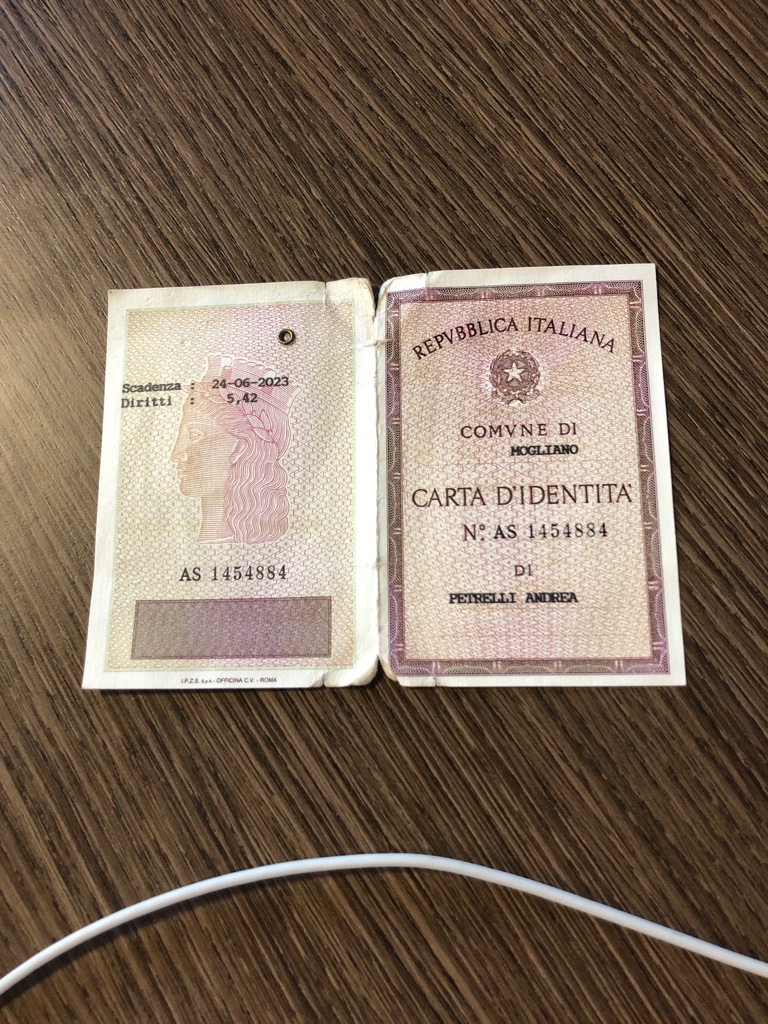 Scadenza : 24-06-2023
Diritti : 5,42
AS 1454884
I.P.Z.S. S.p.A. - OFFICINA C.V. - ROMA
REPVBBLICA ITALIANA
COMVNE DI
MOGLIANO
CARTA D'IDENTITA'
Nº AS 1454884
DI
PETRELLI ANDREA